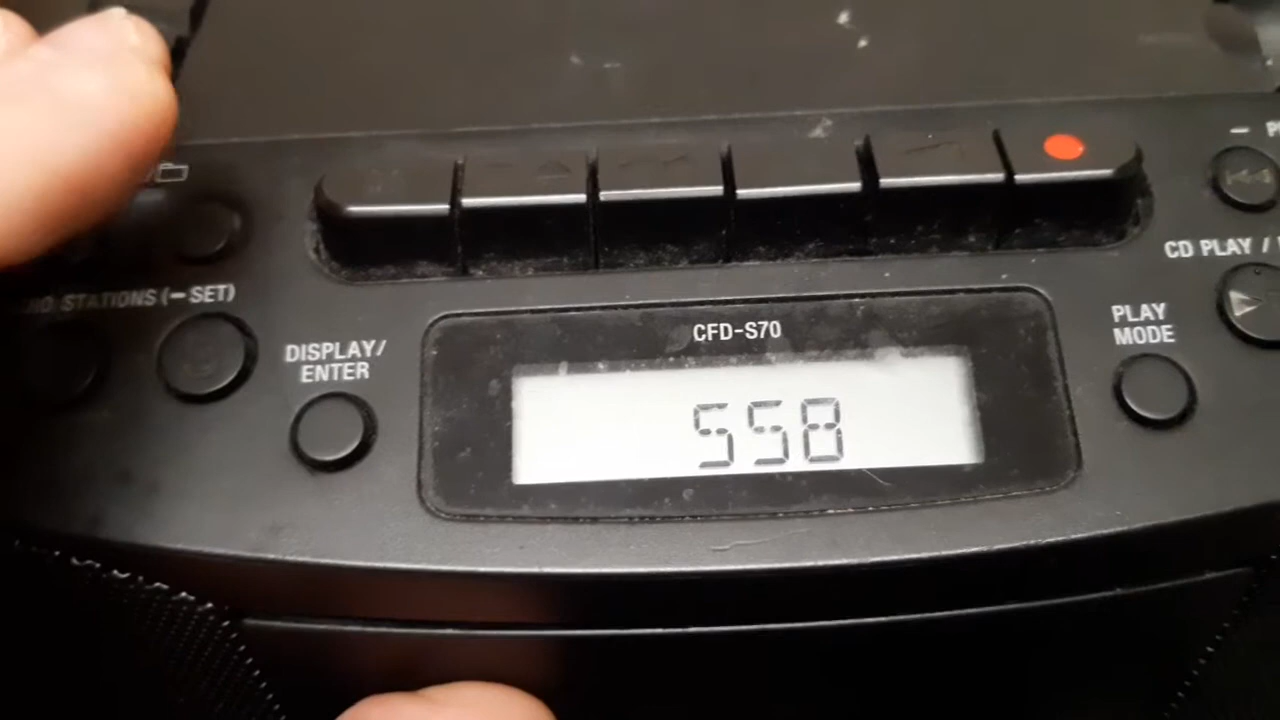 STATIONS (– SET)
DISPLAY/
ENTER
CFD-S70
558
CD PLAY /
PLAY
MODE